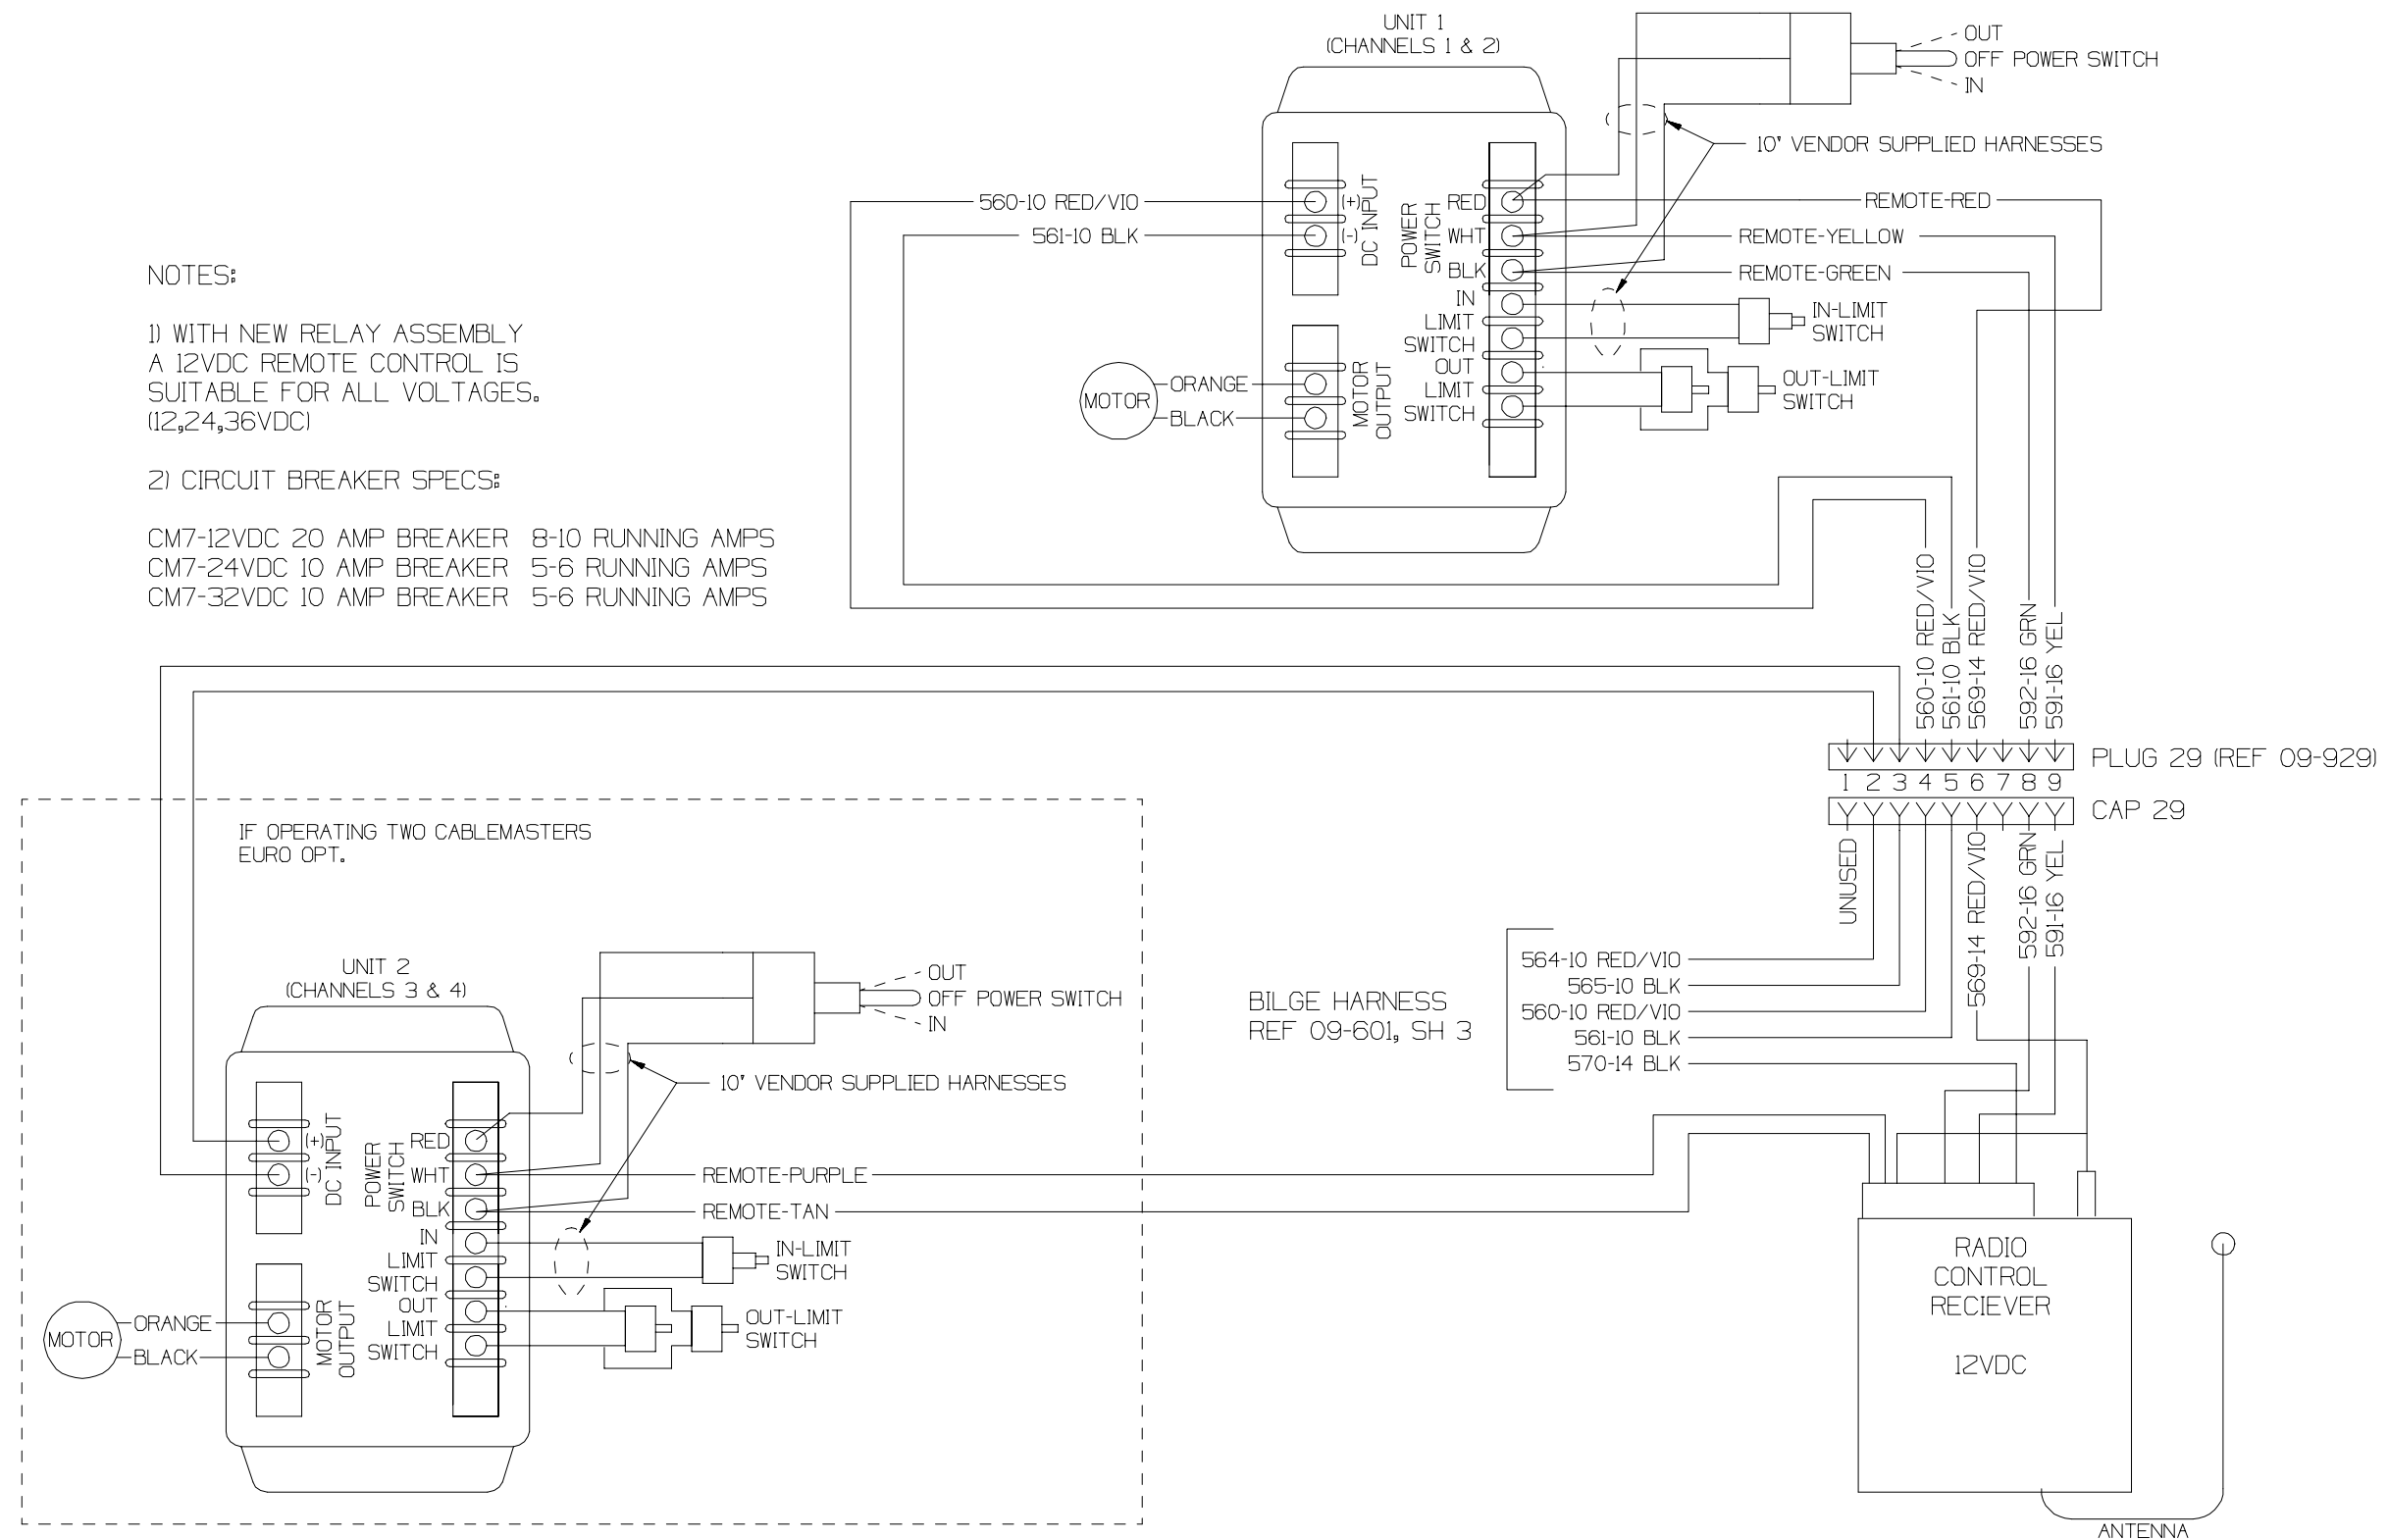 UNIT 1
(CHANNELS 1 & 2)
OUT
OFF POWER SWITCH
IN
10' VENDOR SUPPLIED HARNESSES
560-10 RED/VIO
561-10 BLK
(+)
(-)
DC INPUT
POWER
SWITCH
RED
WHT
BLK
IN
LIMIT
SWITCH
OUT
LIMIT
SWITCH
REMOTE-RED
REMOTE-YELLOW
REMOTE-GREEN
IN-LIMIT
SWITCH
OUT-LIMIT
SWITCH
MOTOR
ORANGE
BLACK
MOTOR
OUTPUT
NOTES:
1) WITH NEW RELAY ASSEMBLY
A 12VDC REMOTE CONTROL IS
SUITABLE FOR ALL VOLTAGES.
(12,24,36VDC)
2) CIRCUIT BREAKER SPECS:
CM7-12VDC 20 AMP BREAKER 8-10 RUNNING AMPS
CM7-24VDC 10 AMP BREAKER 5-6 RUNNING AMPS
CM7-32VDC 10 AMP BREAKER 5-6 RUNNING AMPS
560-10 RED/VIO
561-10 BLK
569-14 RED/VIO
592-16 GRN
591-16 YEL
PLUG 29 (REF 09-929)
1 2 3 4 5 6 7 8 9
CAP 29
UNUSED
569-14 RED/VIO
592-16 GRN
591-16 YEL
BILGE HARNESS
REF 09-601, SH 3
564-10 RED/VIO
565-10 BLK
560-10 RED/VIO
561-10 BLK
570-14 BLK
IF OPERATING TWO CABLEMASTERS
EURO OPT.
UNIT 2
(CHANNELS 3 & 4)
OUT
OFF POWER SWITCH
IN
10' VENDOR SUPPLIED HARNESSES
(+)
(-)
DC INPUT
POWER
SWITCH
RED
WHT
BLK
IN
LIMIT
SWITCH
OUT
LIMIT
SWITCH
REMOTE-PURPLE
REMOTE-TAN
IN-LIMIT
SWITCH
OUT-LIMIT
SWITCH
MOTOR
ORANGE
BLACK
MOTOR
OUTPUT
RADIO
CONTROL
RECIEVER
12VDC
ANTENNA